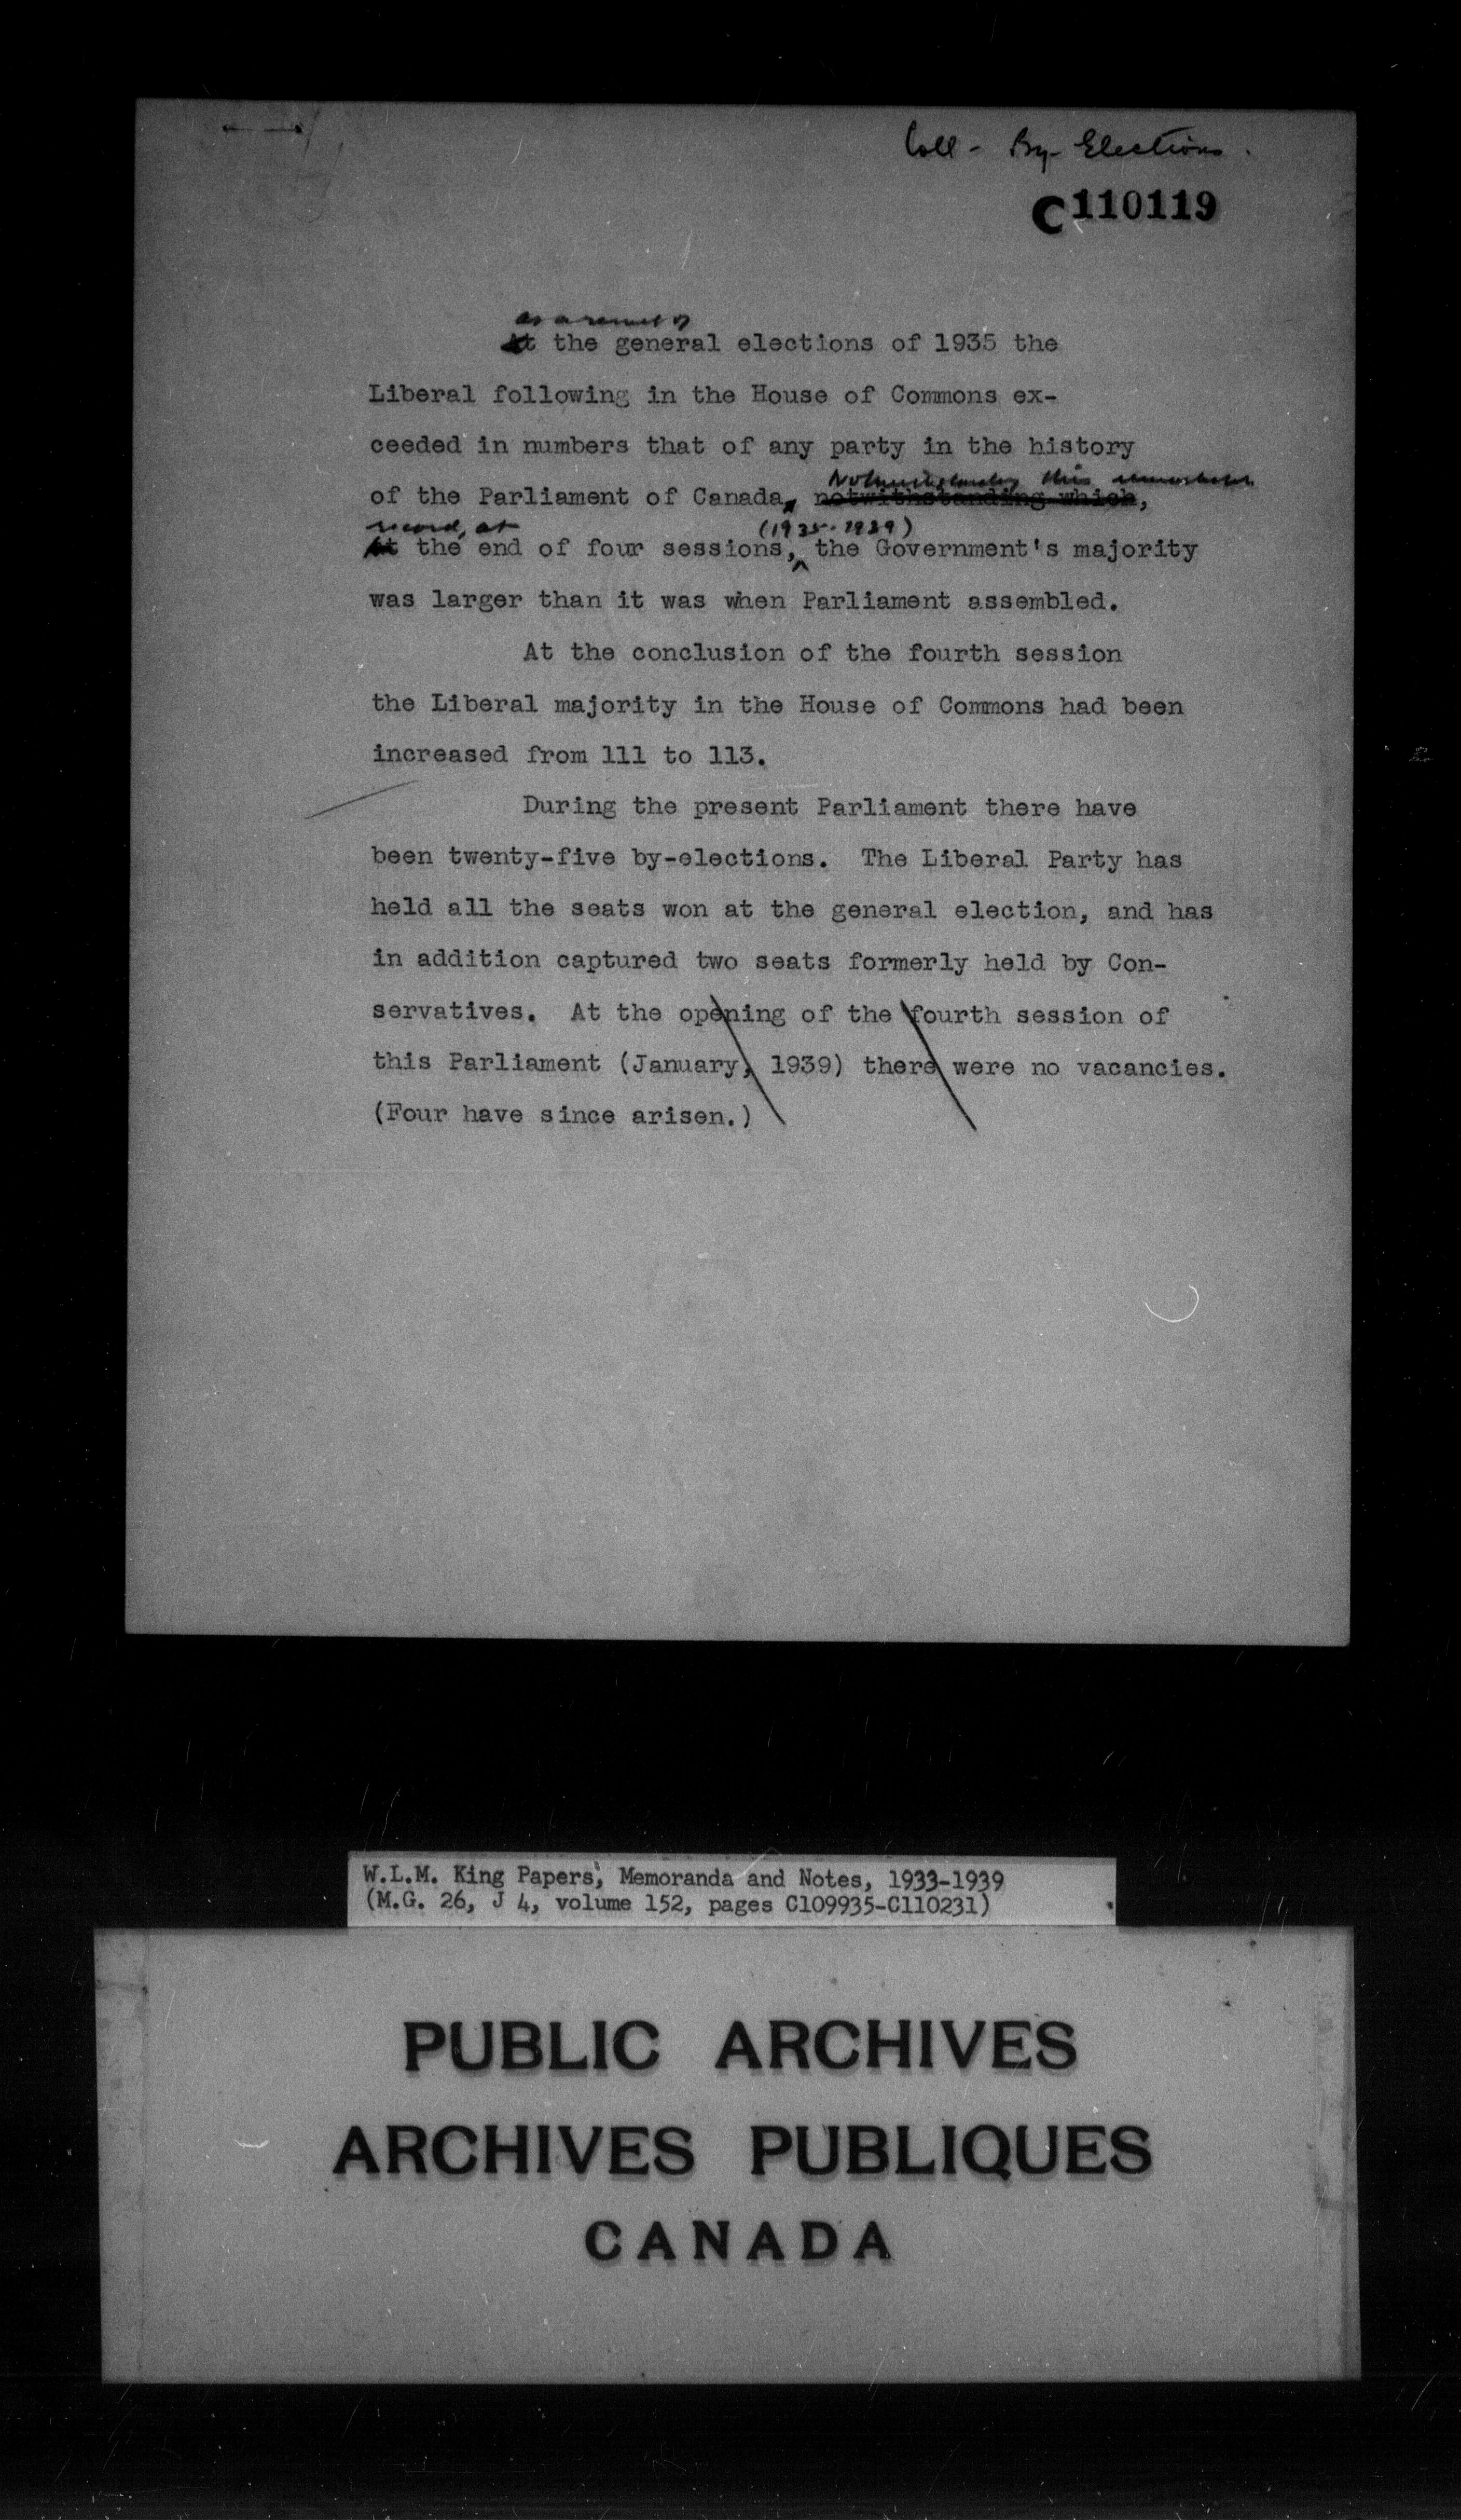 Coll - By-Elections.
C110119
as a result of
At the general elections of 1935 the
Liberal following in the House of Commons ex-
ceeded in numbers that of any party in the history
Notwithstanding this remarkable
of the Parliament of Canada, notwithstanding which,
record, at (1935-1939)
At the end of four sessions, the Government's majority
was larger than it was when Parliament assembled.
At the conclusion of the fourth session
the Liberal majority in the House of Commons had been
increased from 111 to 113.
During the present Parliament there have
been twenty-five by-elections. The Liberal Party has
held all the seats won at the general election, and has
in addition captured two seats formerly held by Con-
servatives. At the opening of the fourth session of
this Parliament (January, 1939) there were no vacancies.
(Four have since arisen.)
W.L.M. King Papers, Memoranda and Notes, 1933-1939
(M.G. 26, J 4, volume 152, pages C109935-C110231)
PUBLIC ARCHIVES
ARCHIVES PUBLIQUES
CANADA